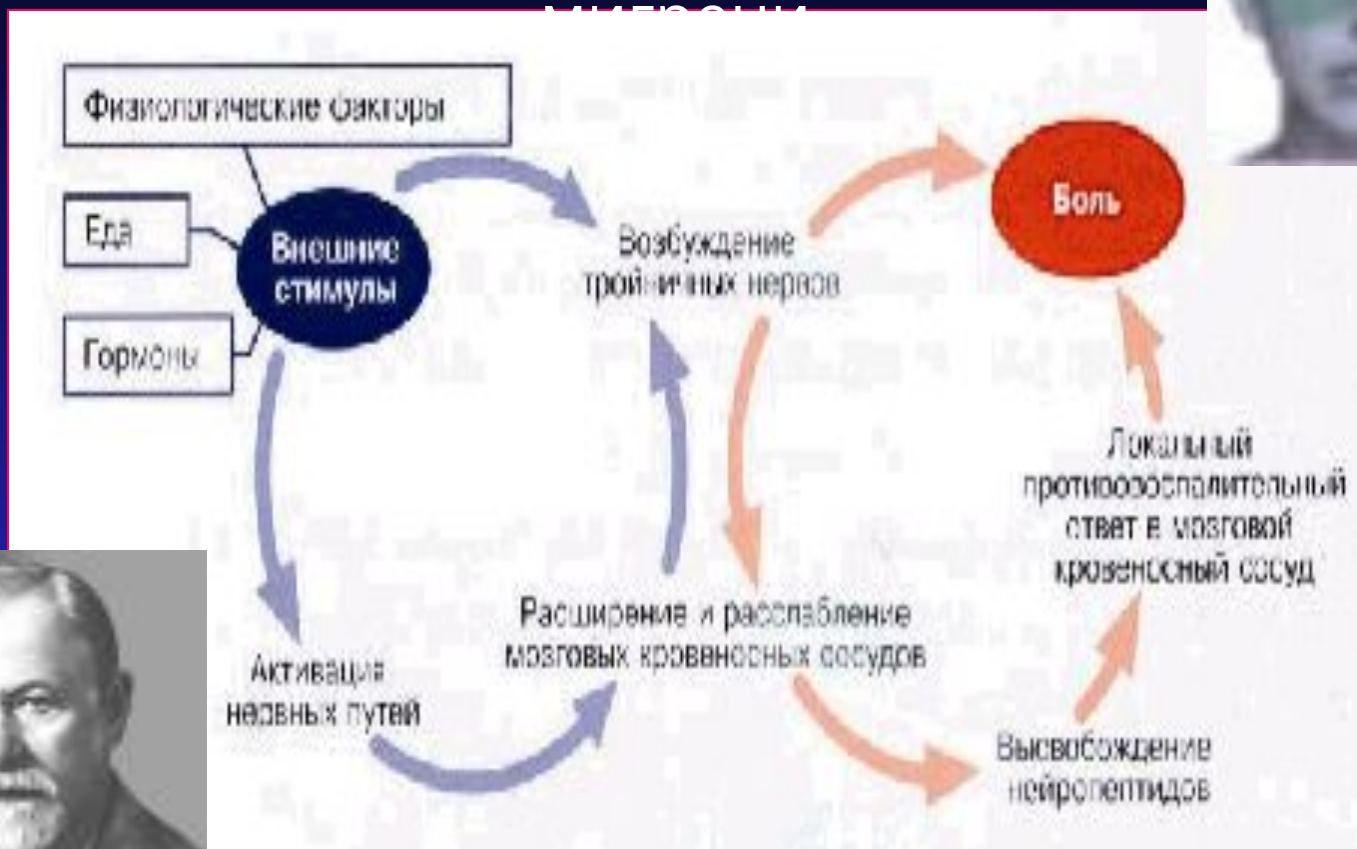 мигрени
Физиологические факторы
Еда
Гормоны
Внешние
стимулы
Возбуждение
тройничных нервов
Боль
Локальный
противовоспалительный
ответ в мозговой
кровеносный сосуд
Расширение и расслабление
мозговых кровеносных сосудов
Активация
нервных путей
Высвобождение
нейропептидов